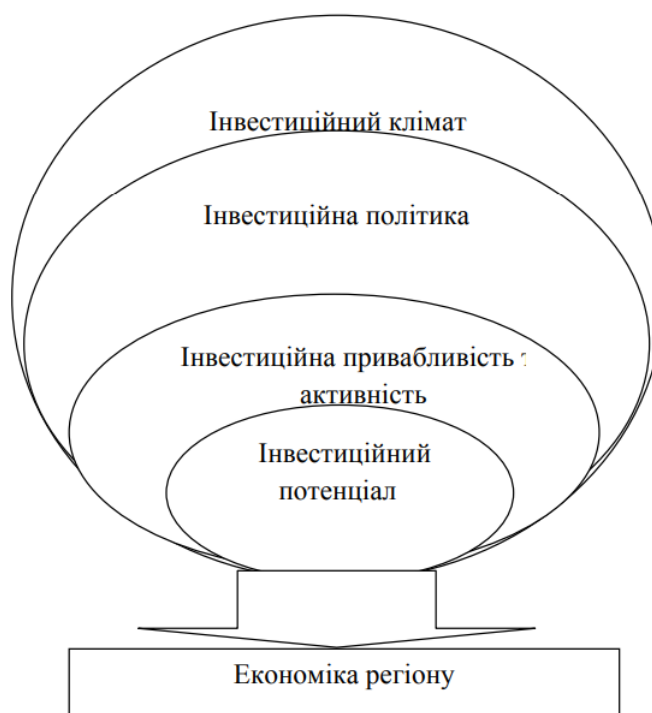 Інвестиційний клімат
Інвестиційна політика
Інвестиційна привабливість
активність
Інвестиційний
потенціал
Економіка регіону